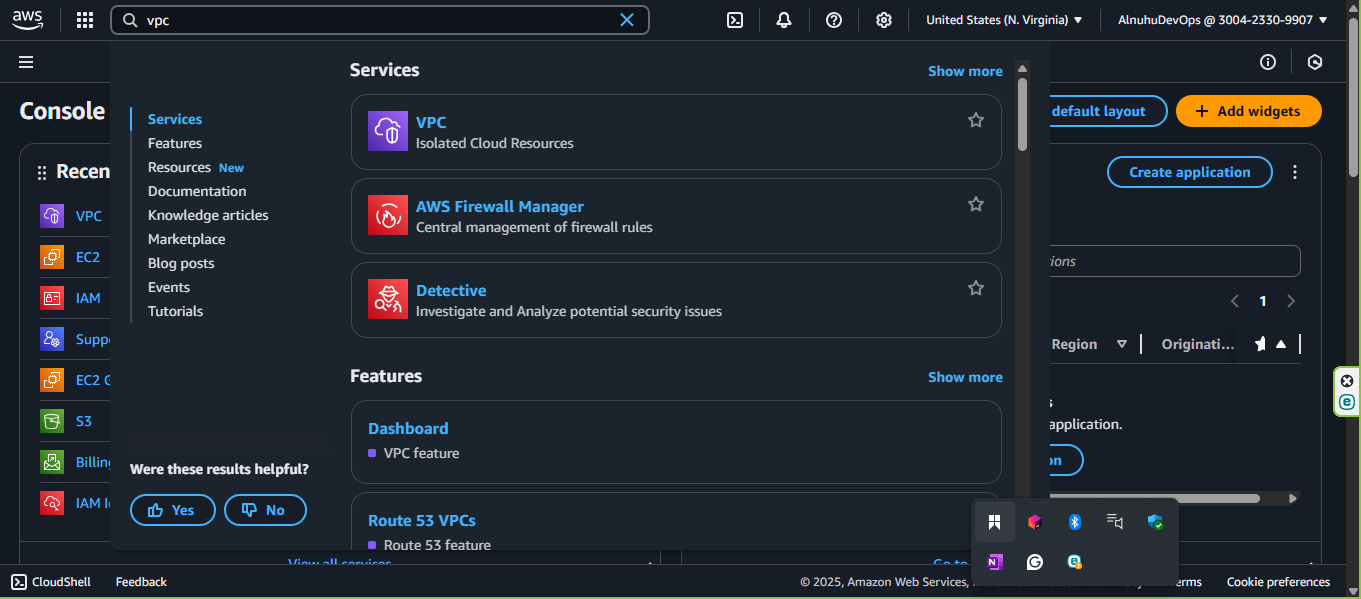 aws
vpc
United States (N. Virginia)
AlnuhuDevOps @ 3004-2330-9907
Console
default layout
Add widgets
Recen
VPC
EC2
IAM
Suppo
EC2 G
S3
Billing
IAM I
Services
Features
Resources New
Documentation
Knowledge articles
Marketplace
Blog posts
Events
Tutorials
Were these results helpful?
Yes
No
Services
Show more
VPC
Isolated Cloud Resources
AWS Firewall Manager
Central management of firewall rules
Detective
Investigate and Analyze potential security issues
Features
Show more
Dashboard
VPC feature
Route 53 VPCs
Route 53 feature
Create application
ions
1
Region
Originati...
s
application.
on
View all services
Go to
CloudShell
Feedback
© 2025, Amazon Web Services,
erms
Cookie preferences